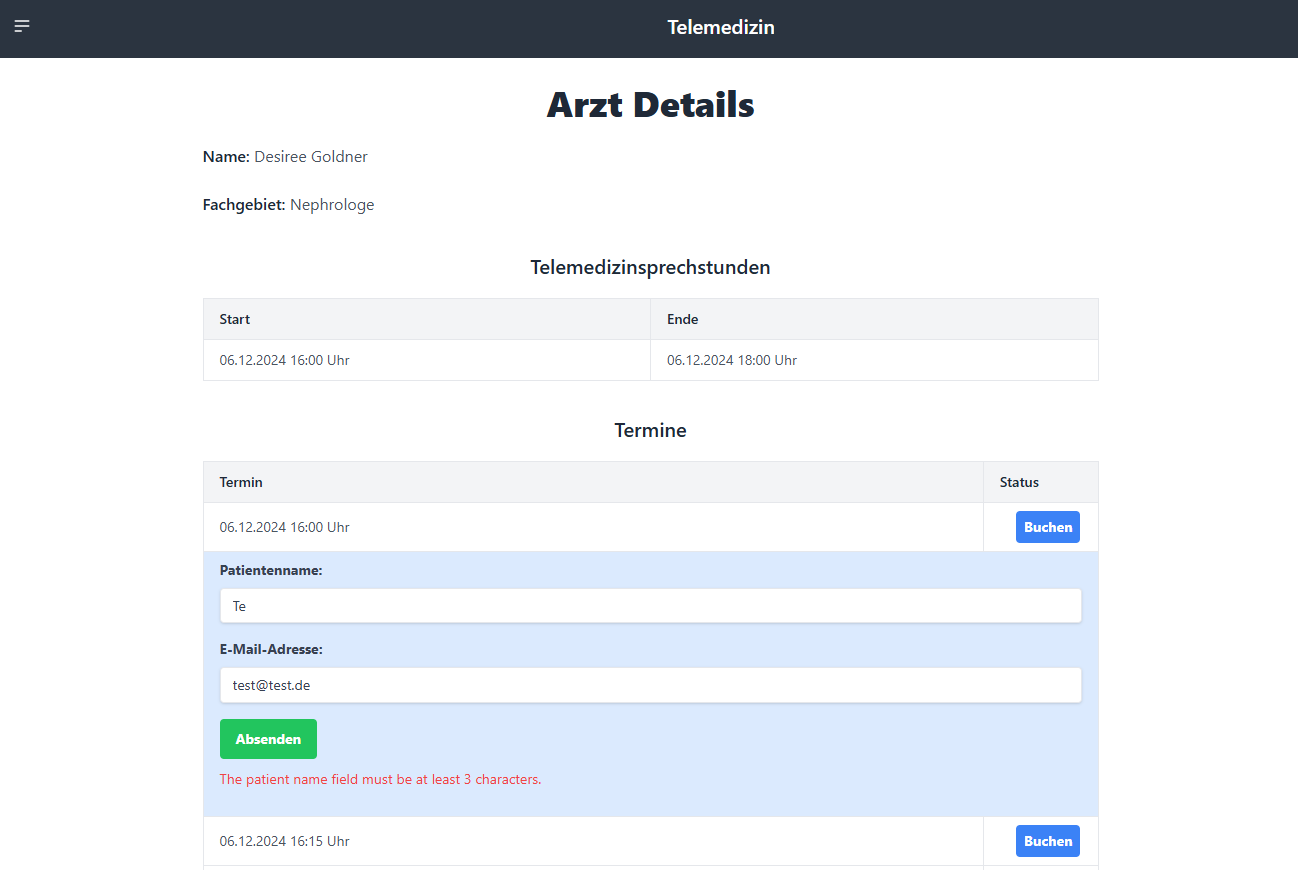 Telemedizin
Arzt Details
Name: Desiree Goldner
Fachgebiet: Nephrologe
Telemedizinsprechstunden
Start Ende
06.12.2024 16:00 Uhr 06.12.2024 18:00 Uhr
Termine
Termin Status
06.12.2024 16:00 Uhr Buchen
Patientenname:
Te
E-Mail-Adresse:
test@test.de
Absenden
The patient name field must be at least 3 characters.
06.12.2024 16:15 Uhr Buchen